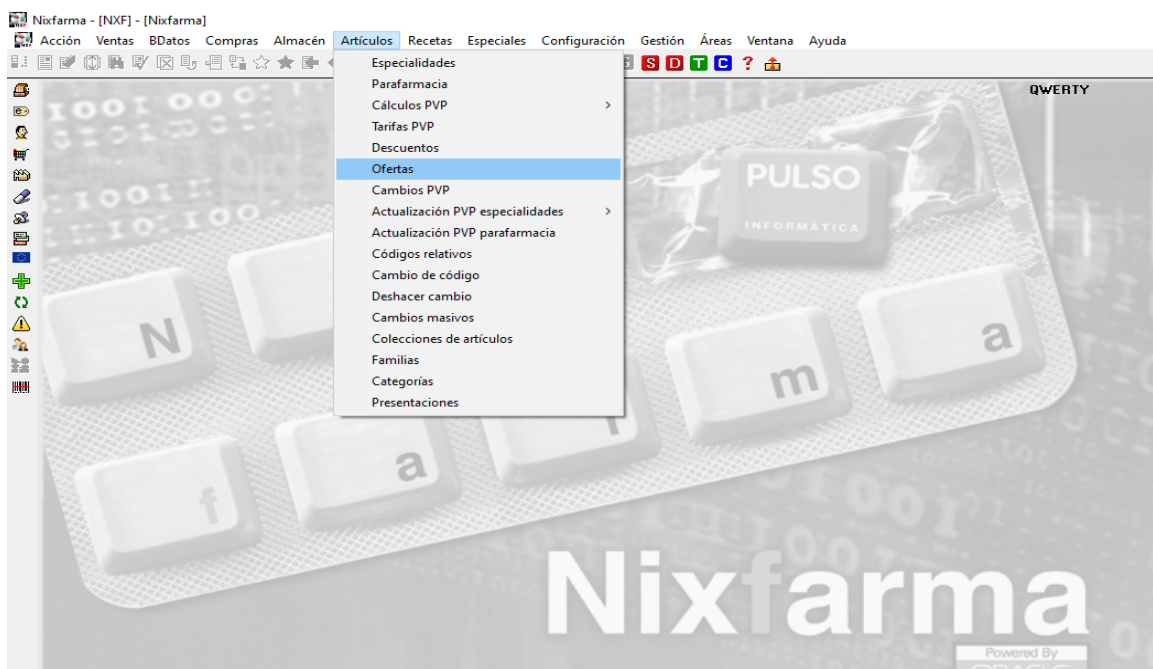 Nixfarma - [NXF] - [Nixfarma]
Acción Ventas BDatos Compras Almacén Artículos Recetas Especiales Configuración Gestión Áreas Ventana Ayuda
S D T C ?
QWERTY
Especialidades
Parafarmacia
Cálculos PVP >
Tarifas PVP
Descuentos
Ofertas
Cambios PVP
Actualización PVP especialidades >
Actualización PVP parafarmacia
Códigos relativos
Cambio de código
Deshacer cambio
Cambios masivos
Colecciones de artículos
Familias
Categorías
Presentaciones
PULSO
INFORMÁTICA
N
a
m
a
f
r
Nixfarma
Powered By
ORACLE